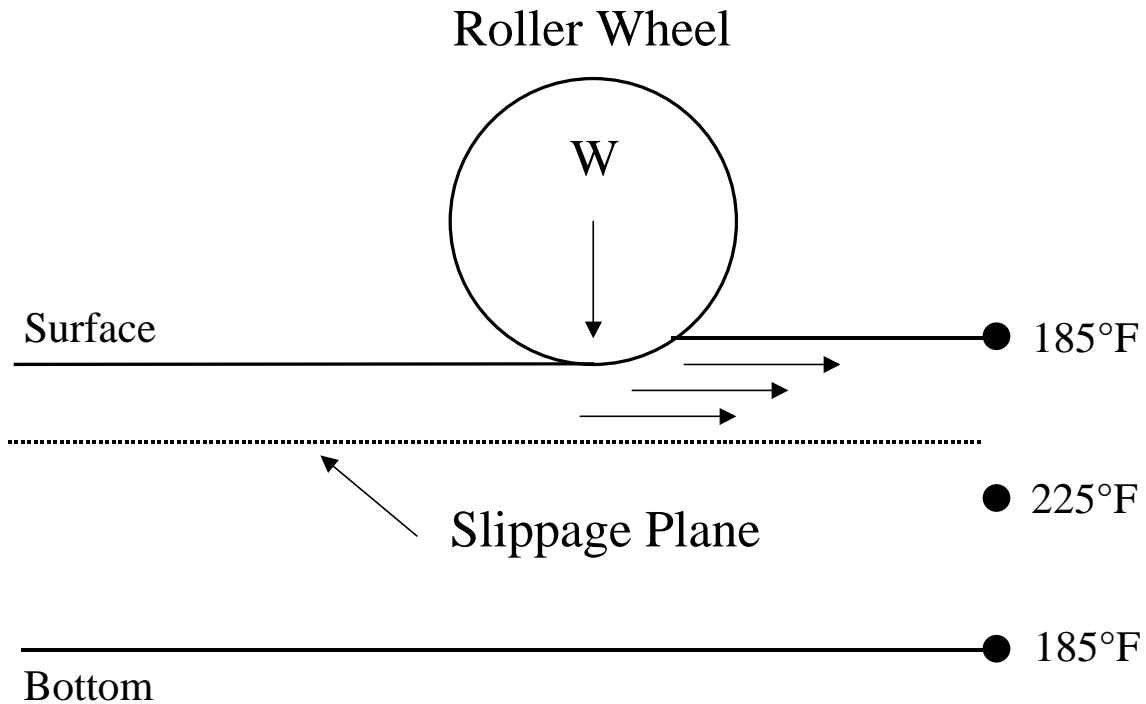 Roller Wheel
W
Surface
185°F
225°F
Slippage Plane
185°F
Bottom